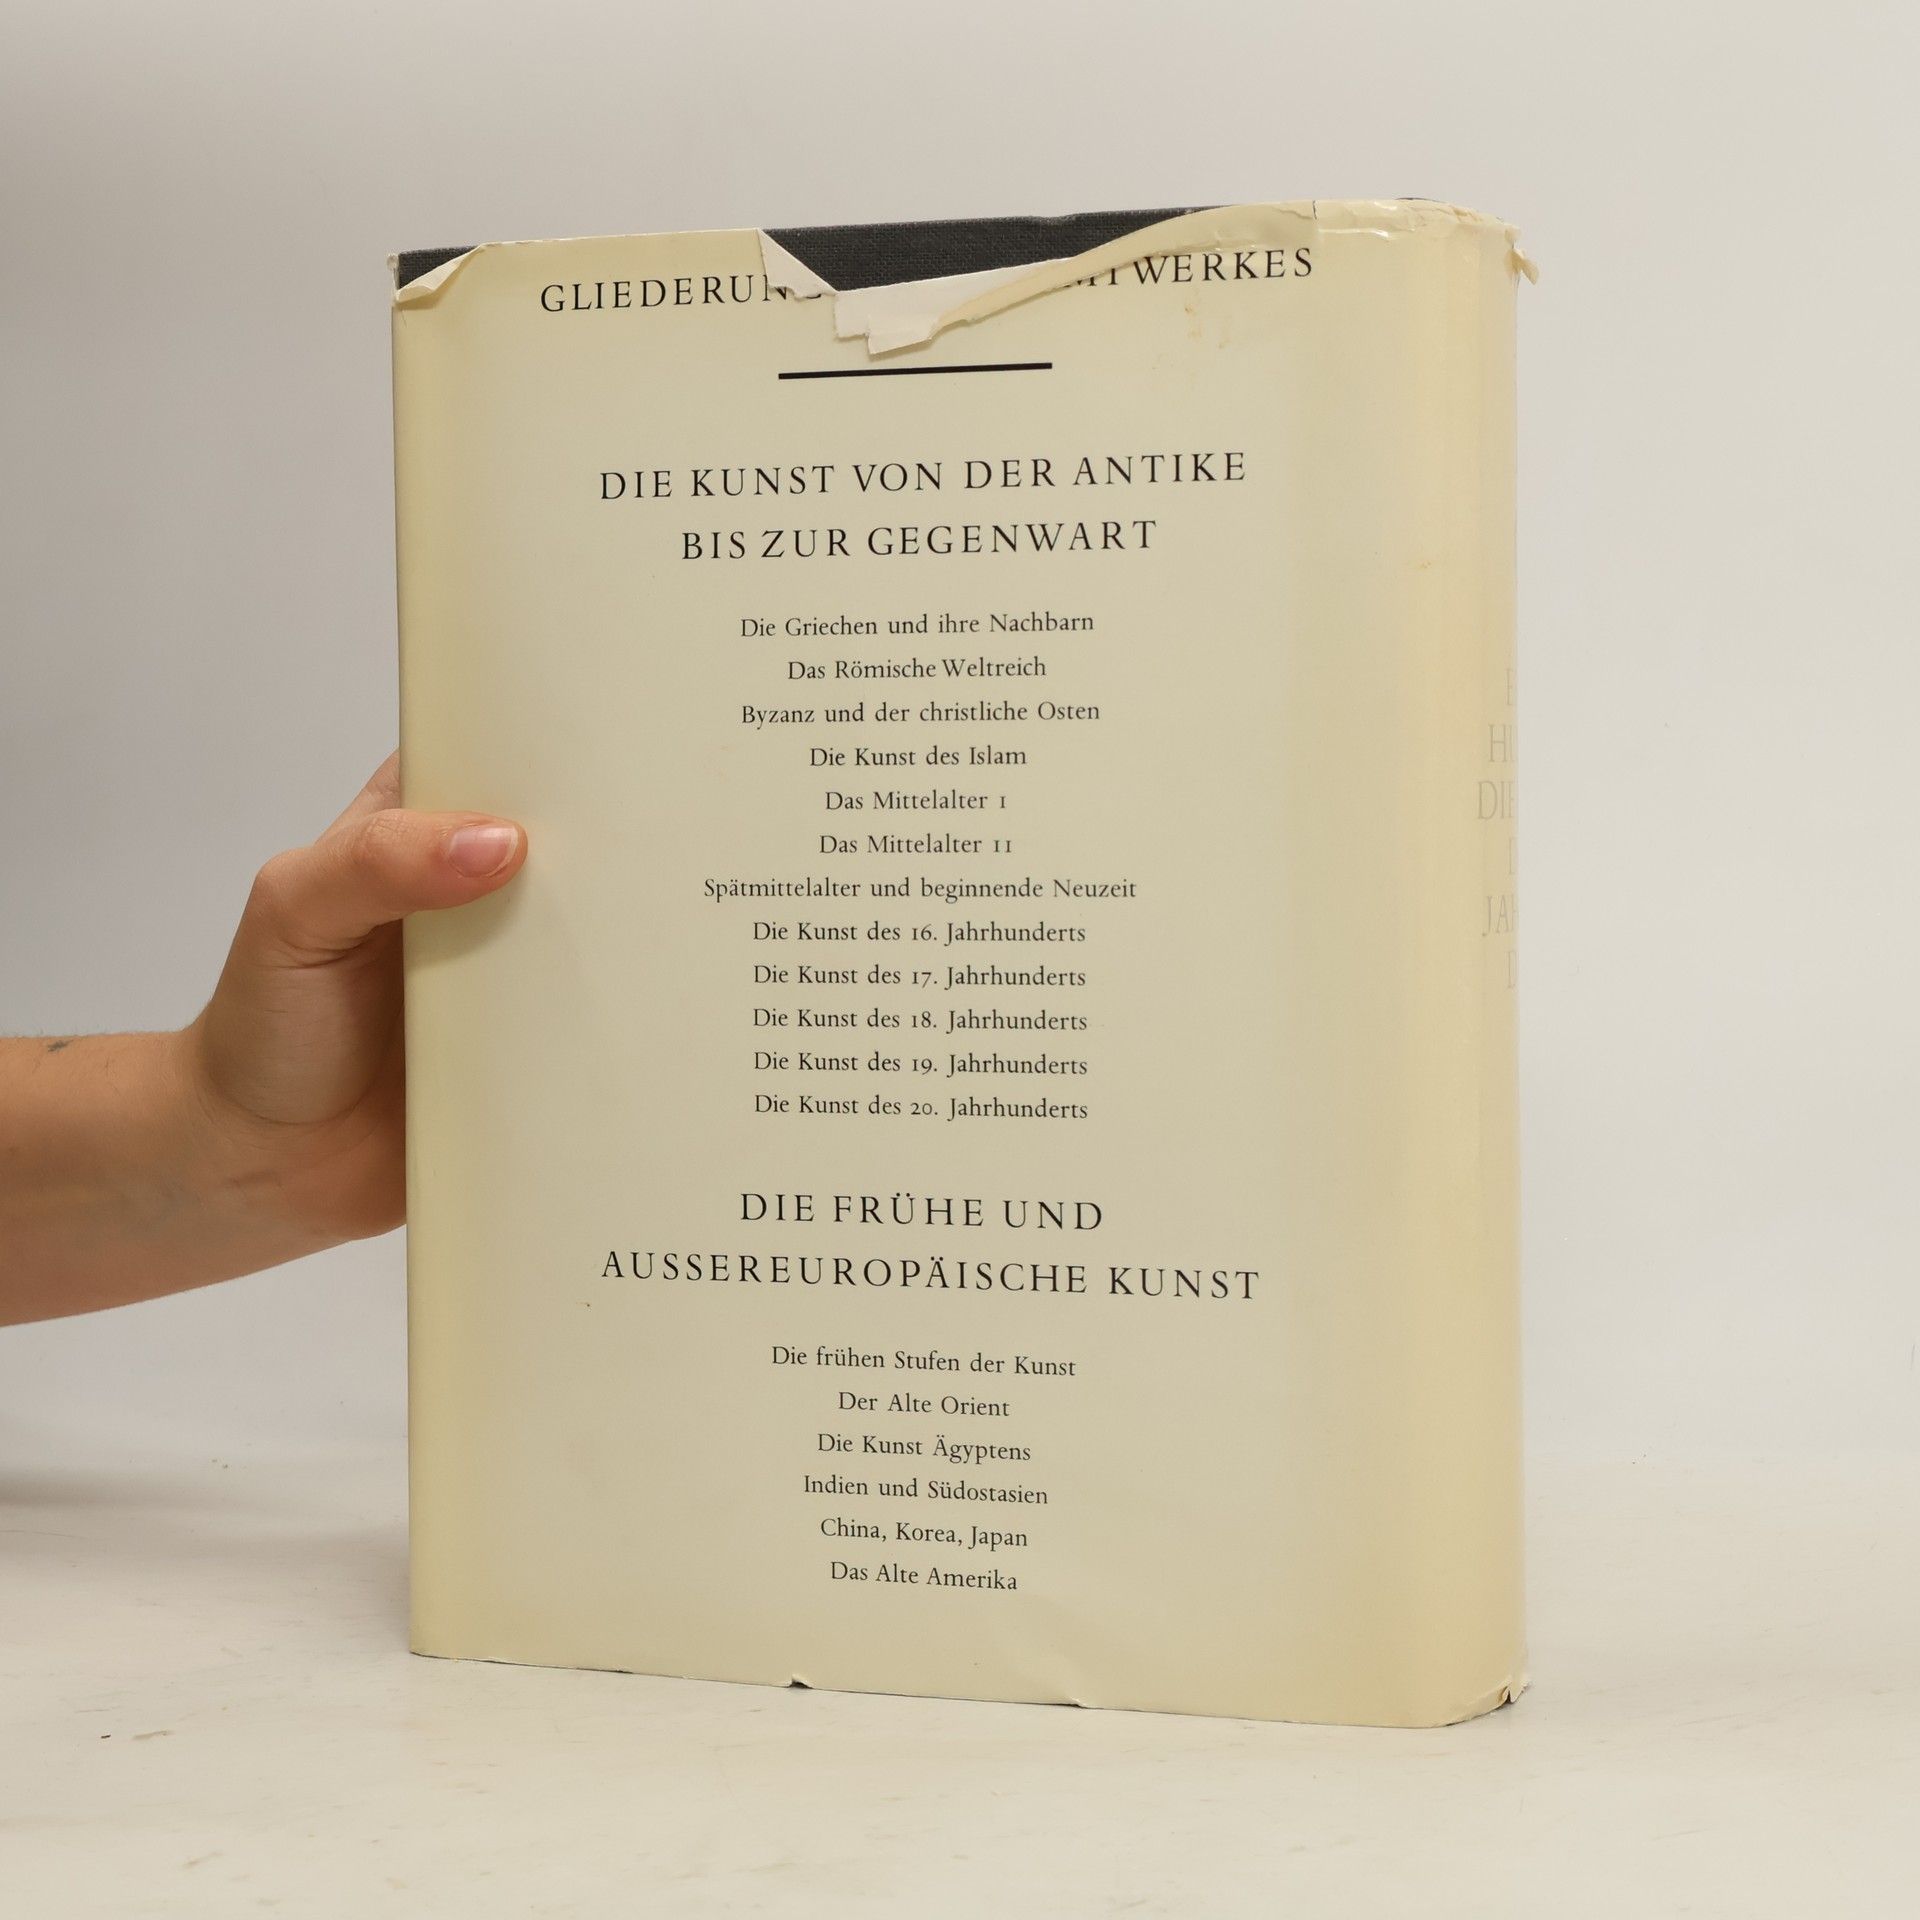 GLIEDERUNG WERKES
DIE KUNST VON DER ANTIKE
BIS ZUR GEGENWART
Die Griechen und ihre Nachbarn
Das Römische Weltreich
Byzanz und der christliche Osten
Die Kunst des Islam
Das Mittelalter I
Das Mittelalter II
Spätmittelalter und beginnende Neuzeit
Die Kunst des 16. Jahrhunderts
Die Kunst des 17. Jahrhunderts
Die Kunst des 18. Jahrhunderts
Die Kunst des 19. Jahrhunderts
Die Kunst des 20. Jahrhunderts
DIE FRÜHE UND
AUSSEREUROPÄISCHE KUNST
Die frühen Stufen der Kunst
Der Alte Orient
Die Kunst Ägyptens
Indien und Südostasien
China, Korea, Japan
Das Alte Amerika